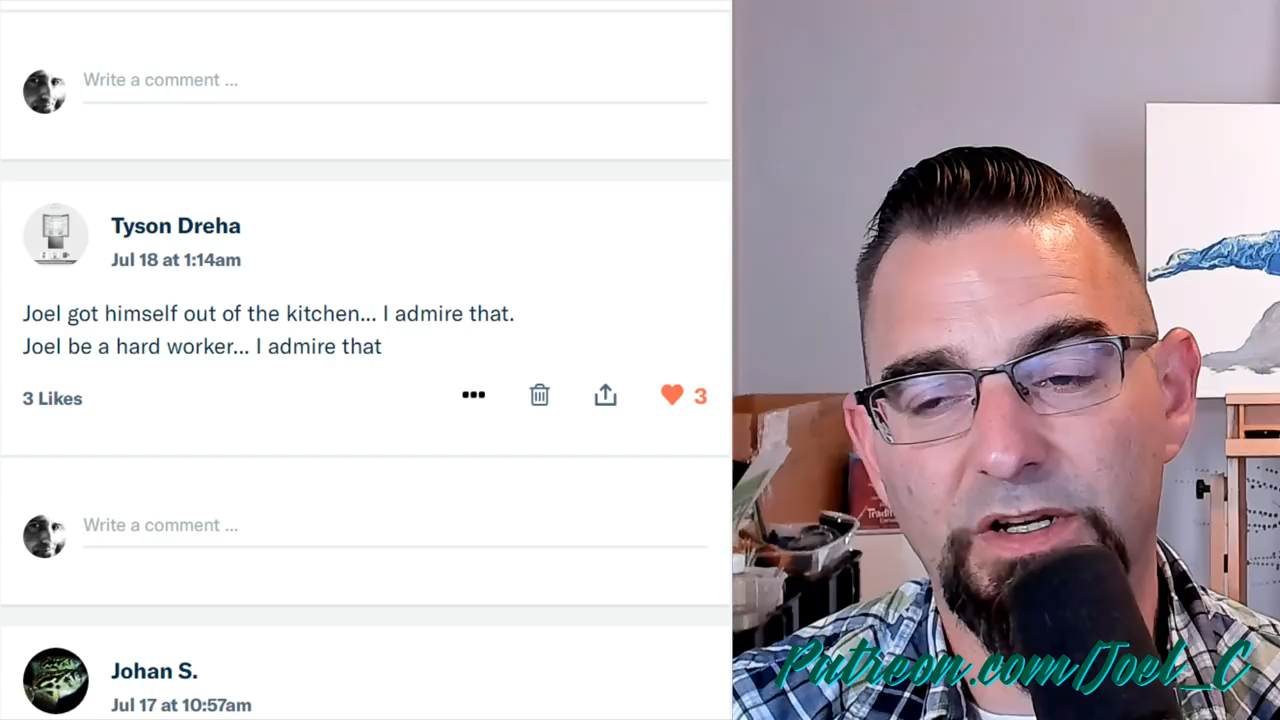 Write a comment ...
Tyson Dreha
Jul 18 at 1:14am
Joel got himself out of the kitchen... I admire that.
Joel be a hard worker... I admire that
3 Likes
3
Write a comment ...
Johan S.
Jul 17 at 10:57am
Patreon.com/Joel_C